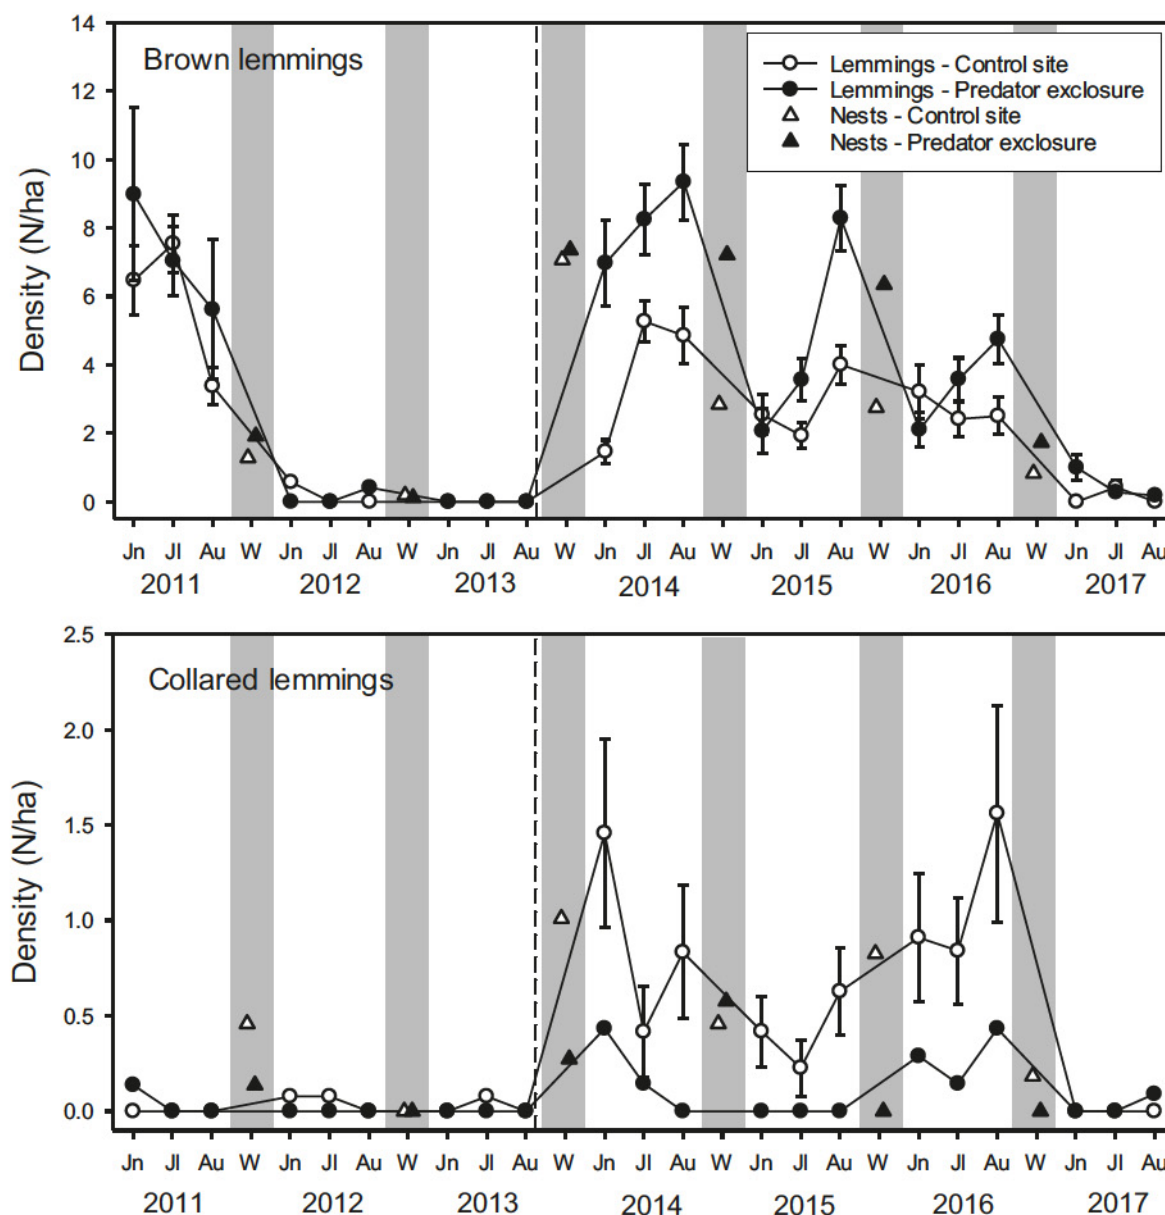 14
12
10
8
6
4
2
0
Density (N/ha)
Brown lemmings
Lemmings - Control site
Lemmings - Predator exclosure
Nests - Control site
Nests - Predator exclosure
Jn Jl Au W Jn Jl Au W Jn Jl Au W Jn Jl Au W Jn Jl Au W Jn Jl Au W Jn Jl Au
2011 2012 2013 2014 2015 2016 2017
2.5
2.0
1.5
1.0
0.5
0.0
Density (N/ha)
Collared lemmings
Jn Jl Au W Jn Jl Au W Jn Jl Au W Jn Jl Au W Jn Jl Au W Jn Jl Au W Jn Jl Au
2011 2012 2013 2014 2015 2016 2017